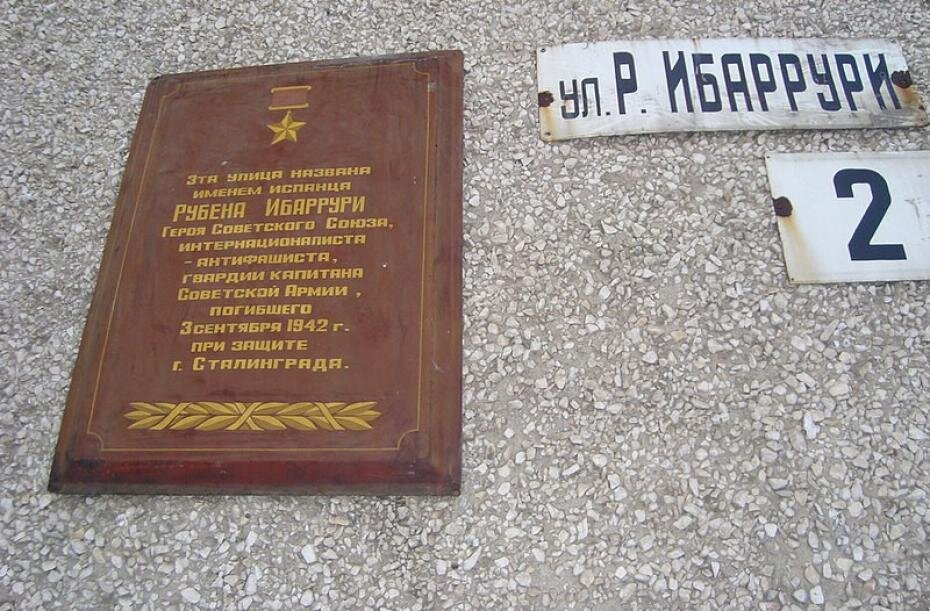 Эта улица названа
именем испанца
Рубена Ибаррури
Героя Советского Союза,
интернационалиста
- антифашиста,
гвардии капитана
Советской Армии,
погибшего
3 сентября 1942 г.
при защите
г. Сталинграда.
ул. Р. ИБАРРУРИ
2